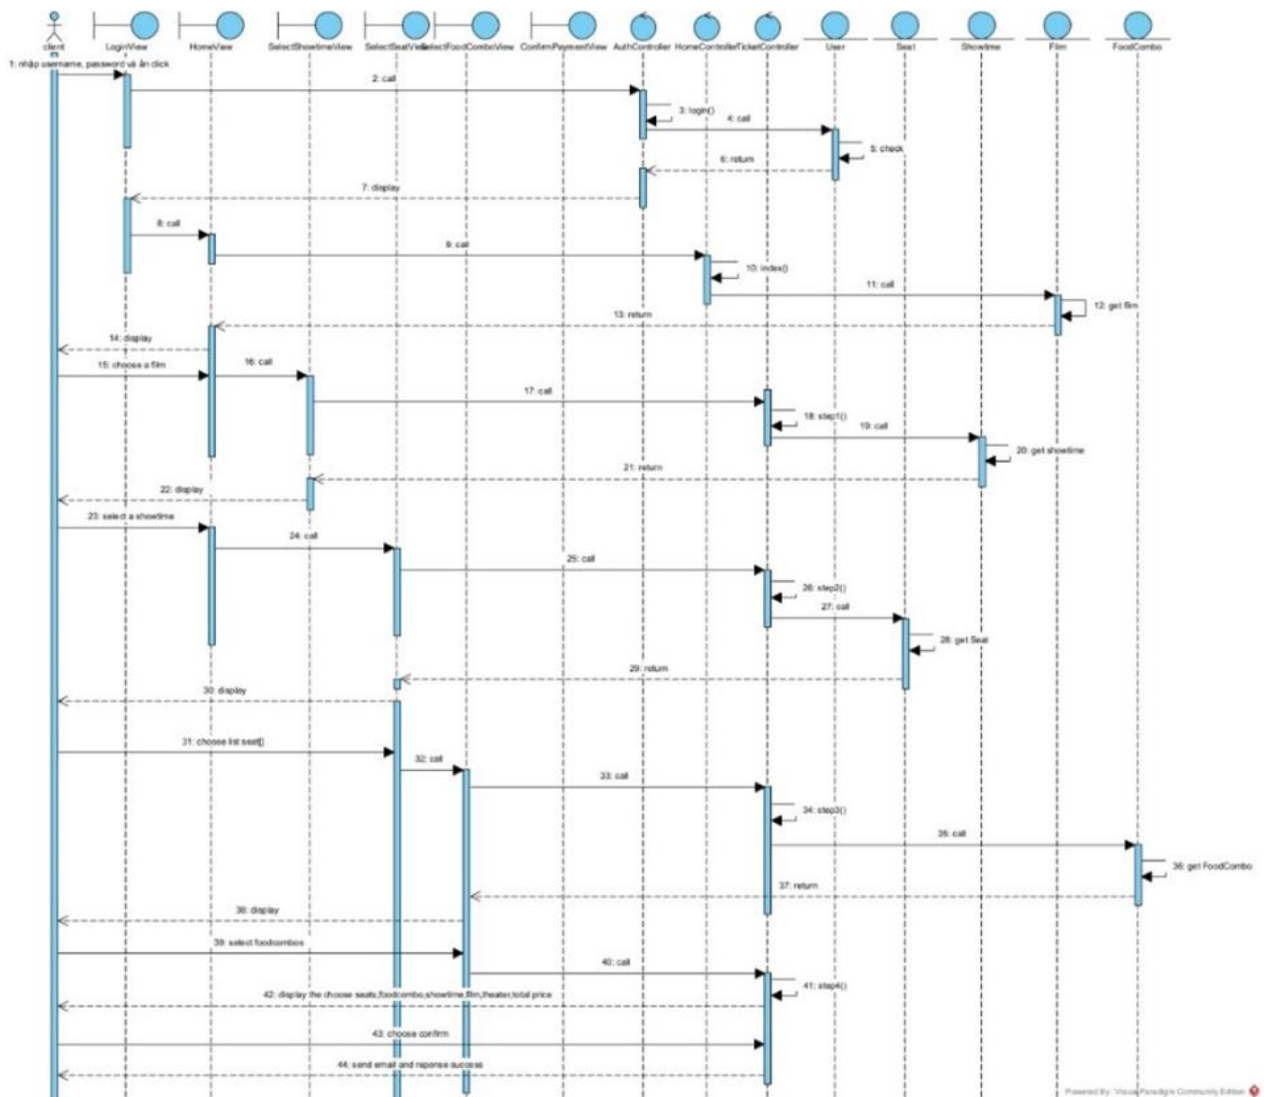 client
LoginView
HomeView
SelectShowtimeView
SelectSeatView
SelectFoodComboView
ConfirmPaymentView
AuthController
HomeController
TicketController
User
Seat
Showtime
Film
FoodCombo
1: nhập username, password và ấn click
2: call
3: login()
4: call
5: check
6: return
7: display
8: call
9: call
10: index()
11: call
12: get film
13: return
14: display
15: choose a film
16: call
17: call
18: step1()
19: call
20: get showtime
21: return
22: display
23: select a showtime
24: call
25: call
26: step2()
27: call
28: get Seat
29: return
30: display
31: choose list seat[]
32: call
33: call
34: step3()
35: call
36: get FoodCombo
37: return
38: display
39: select foodcombos
40: call
41: step4()
42: display the choose seats,foodcombo,showtime,film,theater,total price
43: choose confirm
44: send email and reponse success
Powered By: Visual Paradigm Community Edition